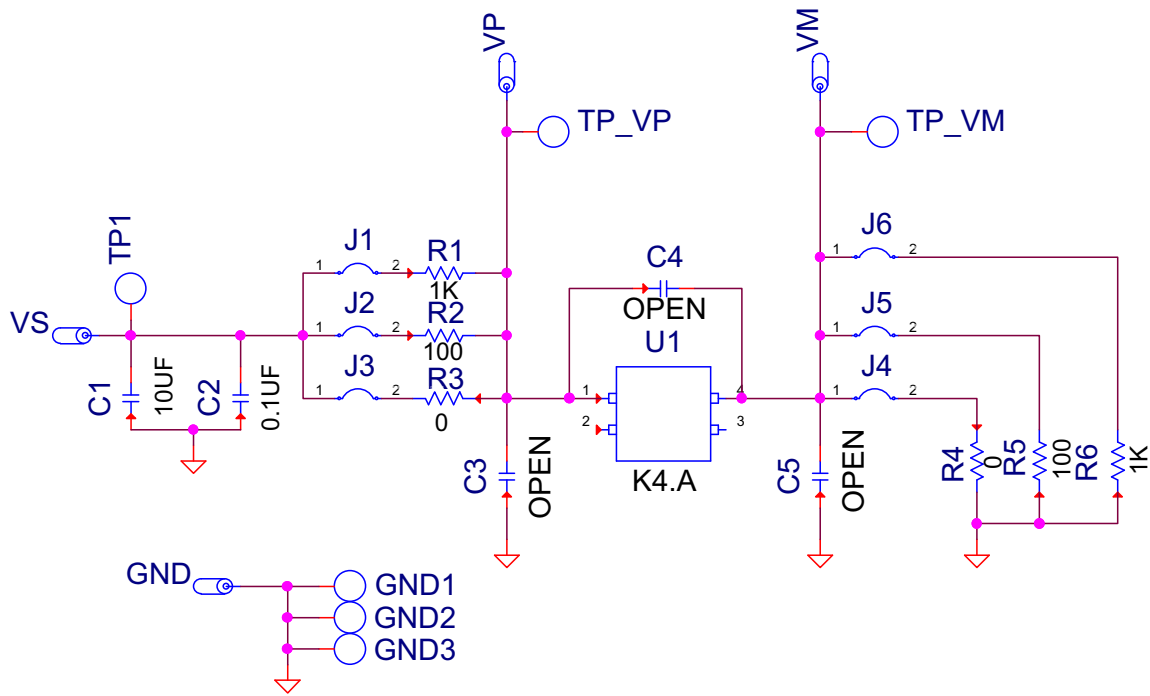 VP
VM
TP_VP
TP_VM
TP1
VS
C1
10UF
C2
0.1UF
J1
1
2
R1
1K
J2
1
2
R2
100
J3
1
2
R3
0
C3
OPEN
C4
OPEN
U1
1
2
4
3
K4.A
C5
OPEN
J6
1
2
J5
1
2
J4
1
2
R4
0
R5
100
R6
1K
GND
GND1
GND2
GND3